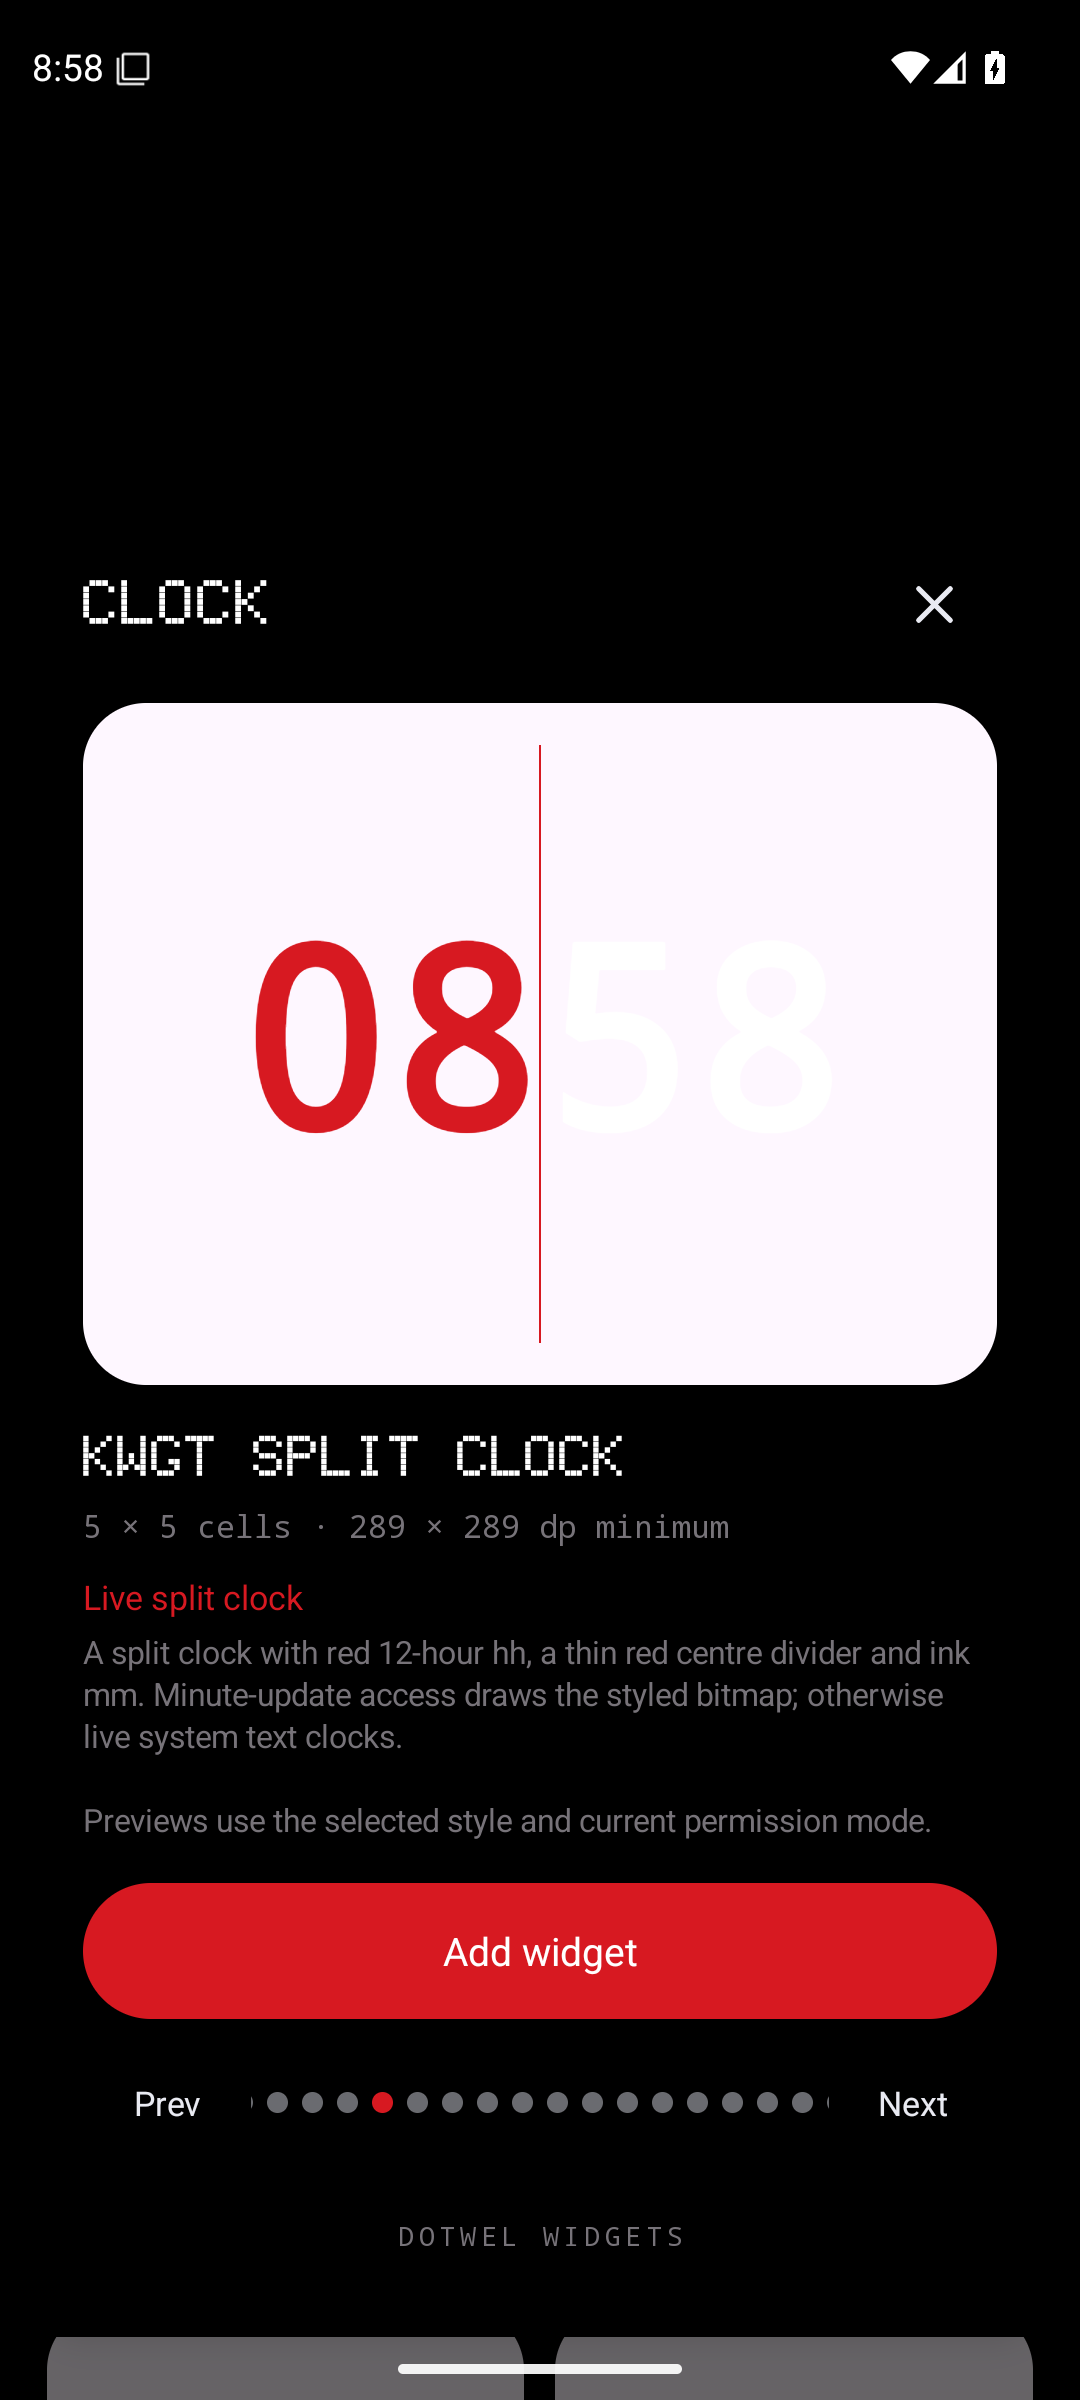 8:58
CLOCK
08 58
KWGT SPLIT CLOCK
5 × 5 cells · 289 × 289 dp minimum
Live split clock
A split clock with red 12-hour hh, a thin red centre divider and ink
mm. Minute-update access draws the styled bitmap; otherwise
live system text clocks.
Previews use the selected style and current permission mode.
Add widget
Prev
Next
DOTWEL WIDGETS